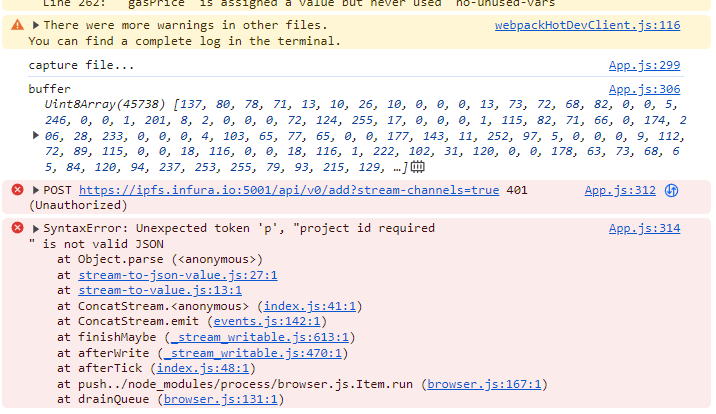 Line 262: 'gasPrice' is assigned a value but never used no-unused-vars
There were more warnings in other files. webpackHotDevClient.js:116
You can find a complete log in the terminal.
capture file... App.js:299
buffer App.js:306
Uint8Array(45738) [137, 80, 78, 71, 13, 10, 26, 10, 0, 0, 0, 13, 73, 72, 68, 82, 0, 0, 5,
246, 0, 0, 1, 201, 8, 2, 0, 0, 0, 72, 124, 255, 17, 0, 0, 0, 1, 115, 82, 71, 66, 0, 174, 2
06, 28, 233, 0, 0, 0, 4, 103, 65, 77, 65, 0, 0, 177, 143, 11, 252, 97, 5, 0, 0, 0, 9, 112,
72, 89, 115, 0, 0, 18, 116, 0, 0, 18, 116, 1, 222, 102, 31, 120, 0, 0, 178, 63, 73, 68, 6
5, 84, 120, 94, 237, 253, 255, 79, 93, 215, 129, …]
POST https://ipfs.infura.io:5001/api/v0/add?stream-channels=true 401 App.js:312
(Unauthorized)
SyntaxError: Unexpected token 'p', "project id required App.js:314
" is not valid JSON
at Object.parse (<anonymous>)
at stream-to-json-value.js:27:1
at stream-to-value.js:13:1
at ConcatStream.<anonymous> (index.js:41:1)
at ConcatStream.emit (events.js:142:1)
at finishMaybe (_stream_writable.js:613:1)
at afterWrite (_stream_writable.js:470:1)
at afterTick (index.js:48:1)
at push../node_modules/process/browser.js.Item.run (browser.js:167:1)
at drainQueue (browser.js:131:1)